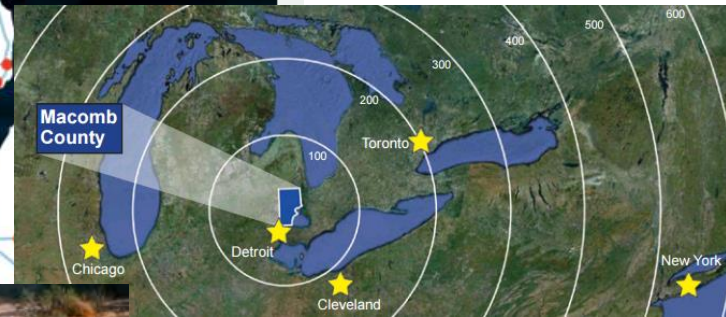 600
500
400
300
200
100
Macomb
County
Toronto
Detroit
Chicago
Cleveland
New York